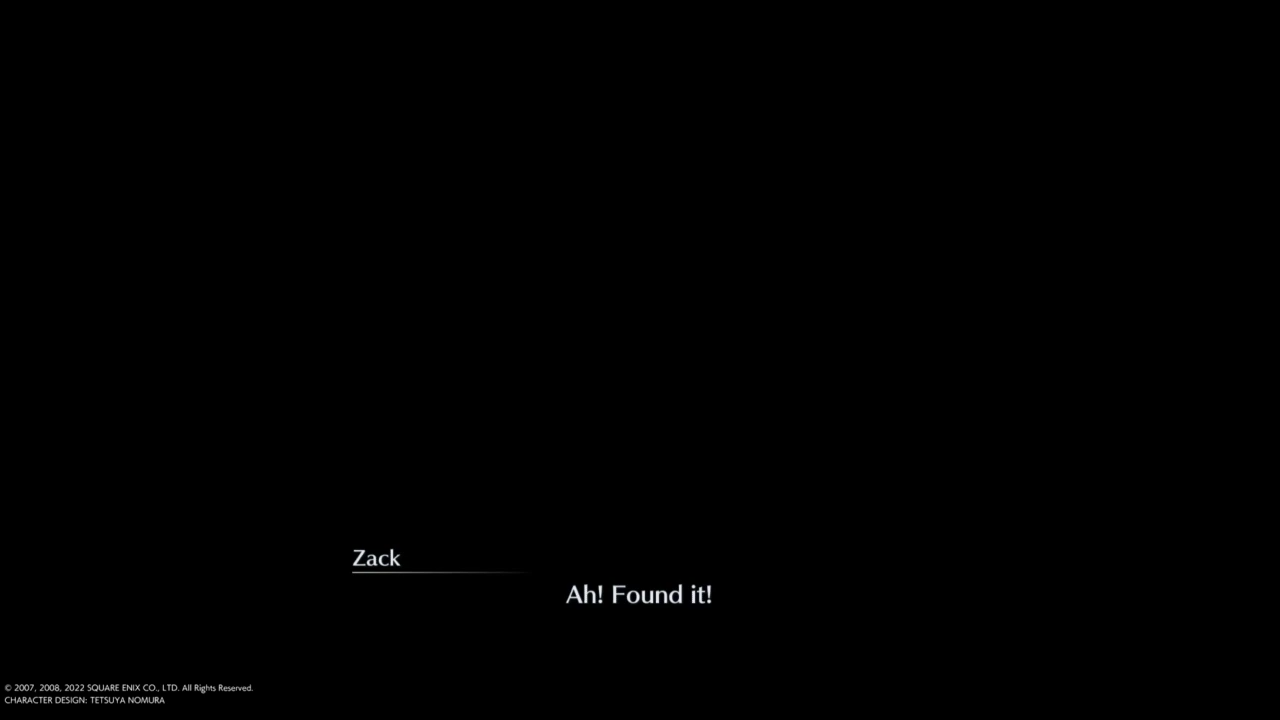 Zack
Ah! Found it!
© 2007, 2008, 2022 SQUARE ENIX CO., LTD. All Rights Reserved.
CHARACTER DESIGN: TETSUYA NOMURA